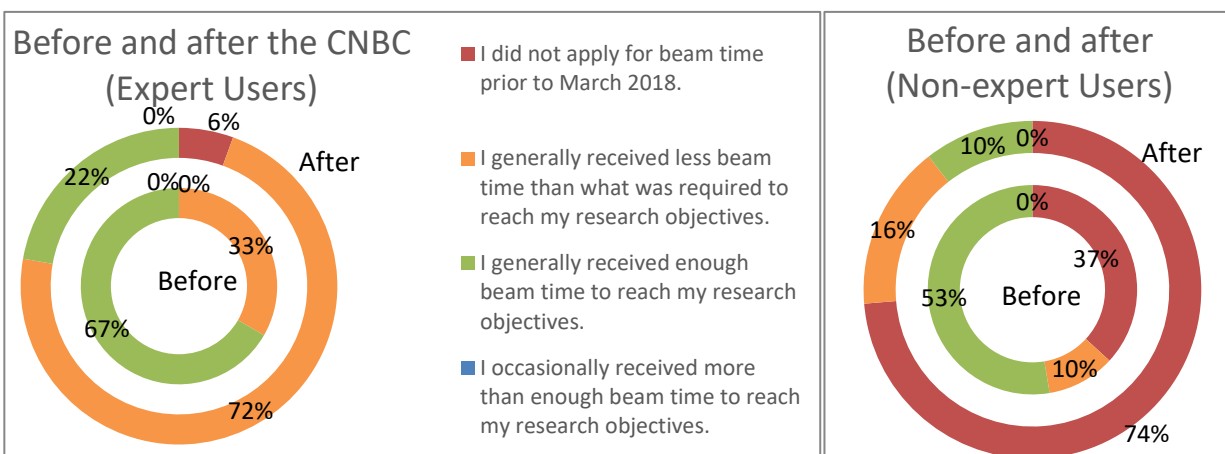 Before and after the CNBC
(Expert Users)
0%
6%
After
22%
0%
0%
33%
Before
67%
72%
I did not apply for beam time
prior to March 2018.
I generally received less beam
time than what was required to
reach my research objectives.
I generally received enough
beam time to reach my research
objectives.
I occasionally received more
than enough beam time to reach
my research objectives.
Before and after
(Non-expert Users)
10%
0%
After
0%
16%
37%
53%
Before
10%
74%